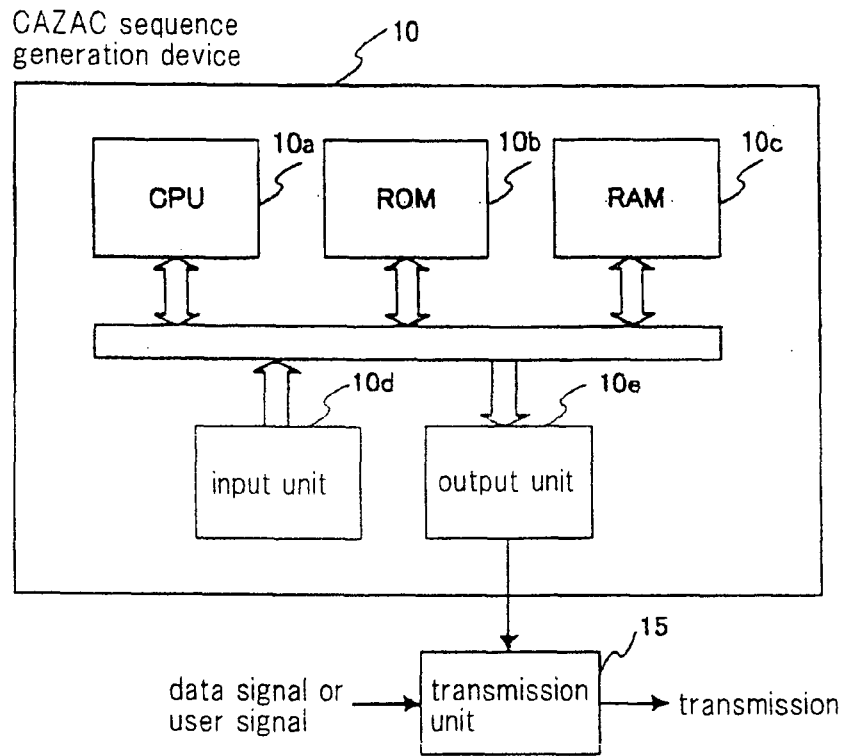 CAZAC sequence
generation device
10
10a
10b
10c
CPU
ROM
RAM
10d
10e
input unit
output unit
15
data signal or
user signal
transmission
unit
transmission